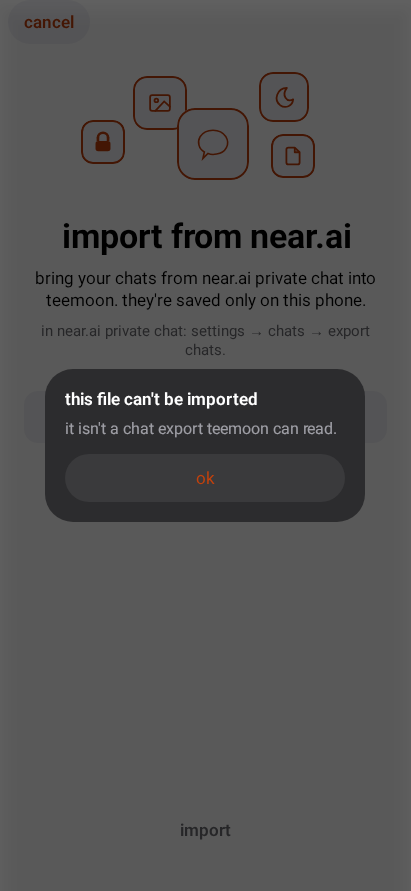 cancel
import from near.ai
bring your chats from near.ai private chat into
teemoon. they're saved only on this phone.
in near.ai private chat: settings → chats → export
chats.
this file can't be imported
it isn't a chat export teemoon can read.
ok
import